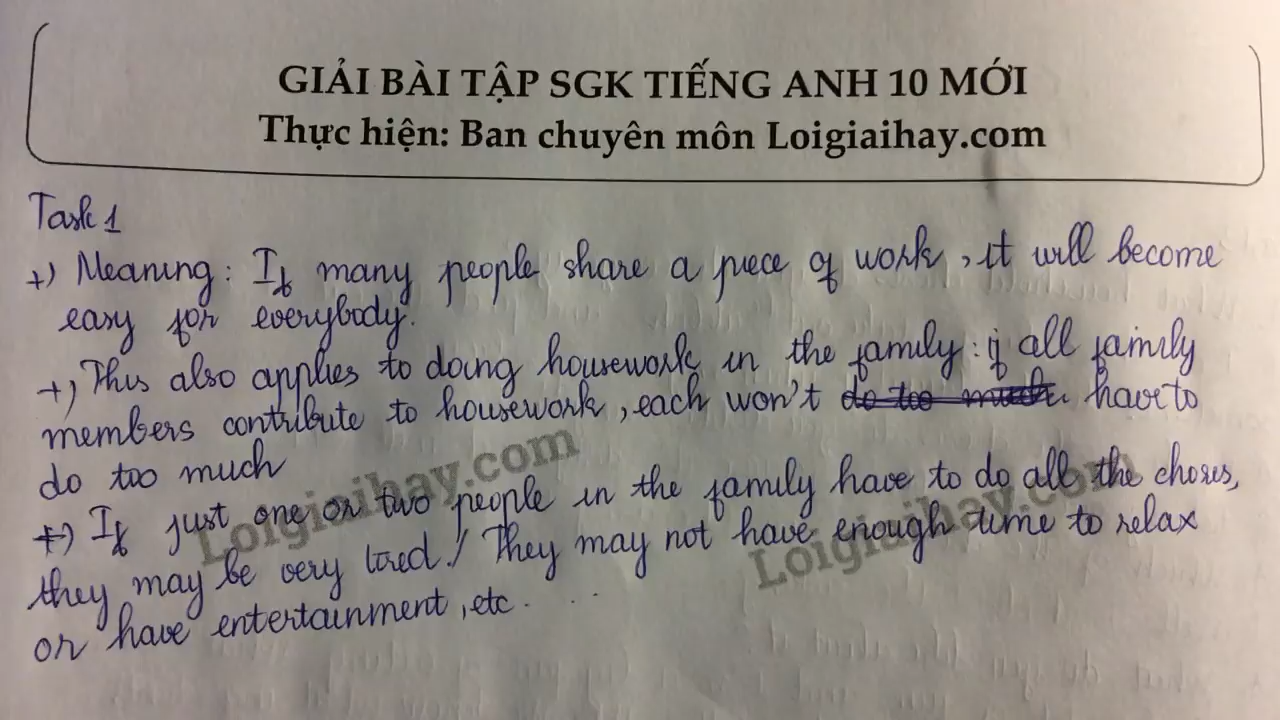 GIẢI BÀI TẬP SGK TIẾNG ANH 10 MỚI
Thực hiện: Ban chuyên môn Loigiaihay.com
Task 1
+) Meaning: If many people share a piece of work, it will become
easy for everybody.
+) This also applies to doing housework in the family: if all family
members contribute to housework, each won't do too much have to
do too much
+) If just one or two people in the family have to do all the chores,
they may be very tired. / They may not have enough time to relax
or have entertainment, etc...
Loigiaihay.com
Loigiaihay.com